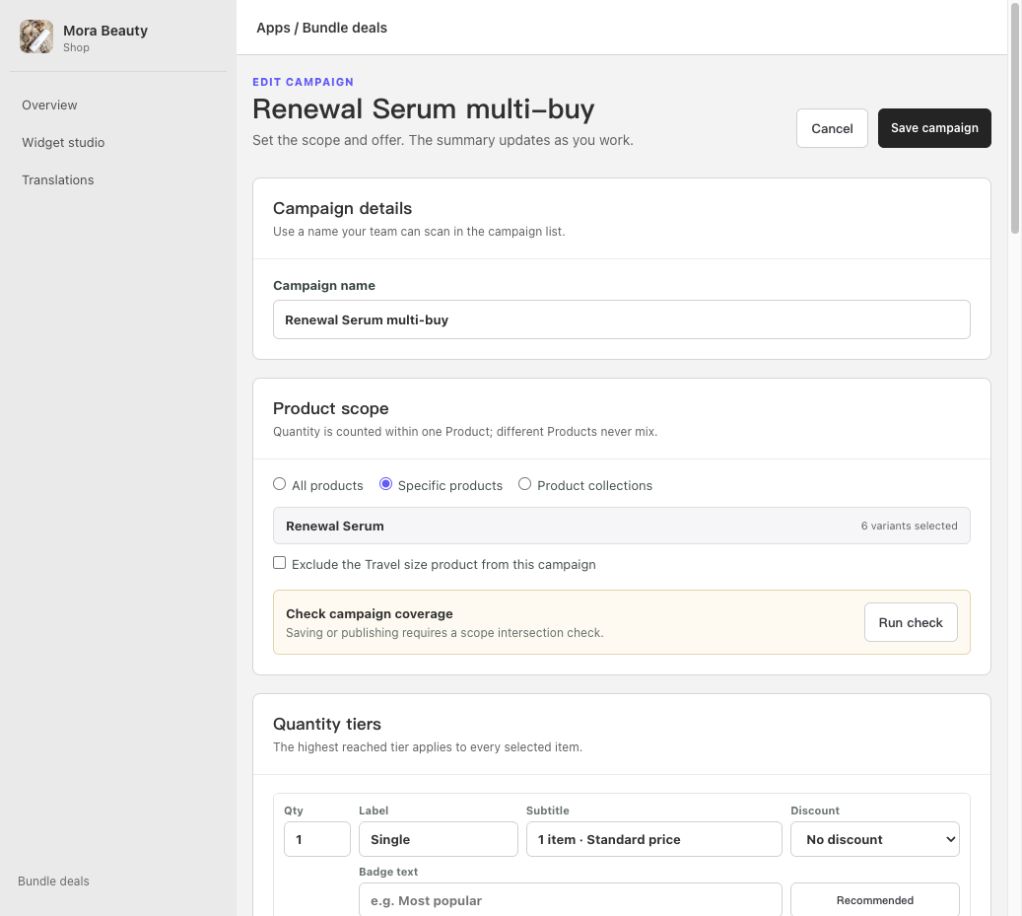 Mora Beauty
Shop
Overview
Widget studio
Translations
Bundle deals
Apps / Bundle deals
EDIT CAMPAIGN
Renewal Serum multi–buy
Set the scope and offer. The summary updates as you work.
Cancel
Save campaign
Campaign details
Use a name your team can scan in the campaign list.
Campaign name
Renewal Serum multi-buy
Product scope
Quantity is counted within one Product; different Products never mix.
All products
Specific products
Product collections
Renewal Serum
6 variants selected
Exclude the Travel size product from this campaign
Check campaign coverage
Saving or publishing requires a scope intersection check.
Run check
Quantity tiers
The highest reached tier applies to every selected item.
Qty
Label
Subtitle
Discount
1
Single
1 item · Standard price
No discount
Badge text
e.g. Most popular
Recommended